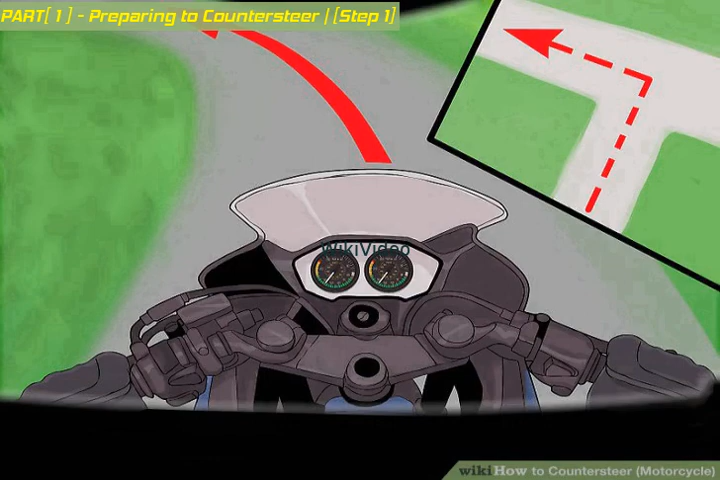 PART[ 1 ] - Preparing to Countersteer | [Step 1]
WikiVideo
wikiHow to Countersteer (Motorcycle)